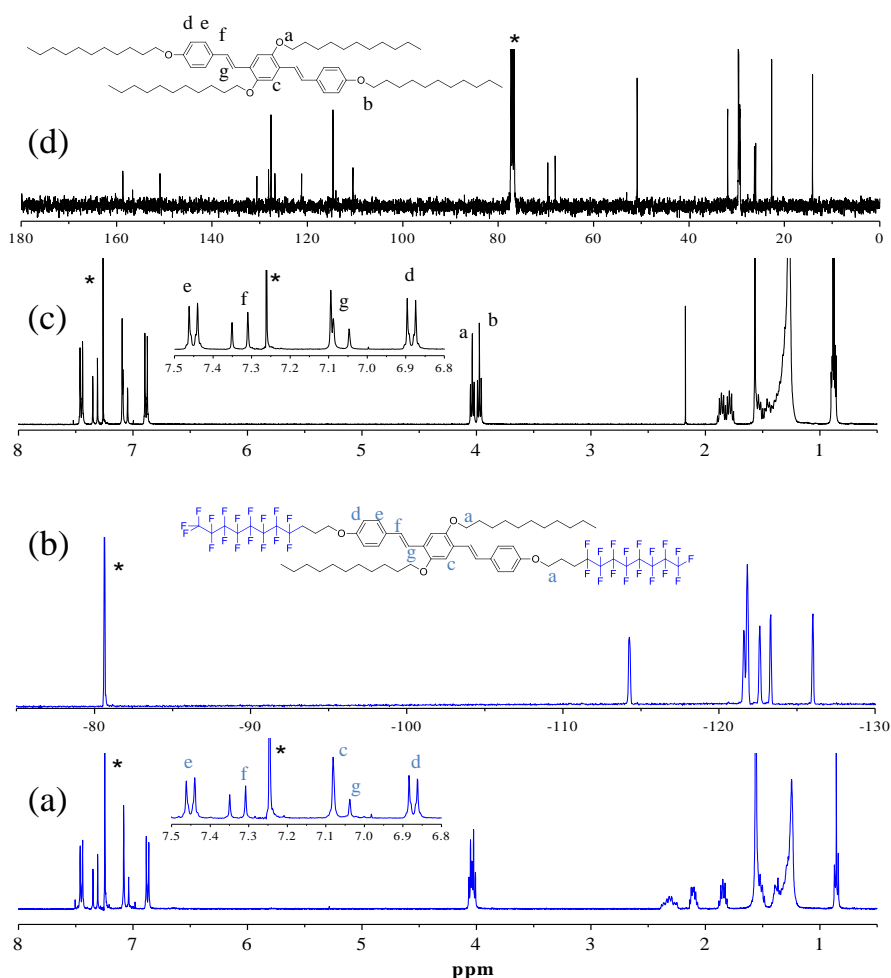 d e f a
O O
*
g c
O O
b
(d)
180 160 140 120 100 80 60 40 20 0
* e f * g d
a b
(c)
7.5 7.4 7.3 7.2 7.1 7.0 6.9 6.8
8 7 6 5 4 3 2 1
F F F F F F F F
F
F F F F F F F F
d e f a
O O
g c
O O
a
F F F F F F F F
F
F F F F F F F F
(b)
*
-80 -90 -100 -110 -120 -130
* e f * c g d
(a)
7.5 7.4 7.3 7.2 7.1 7.0 6.9 6.8
8 7 6 5 4 3 2 1
ppm